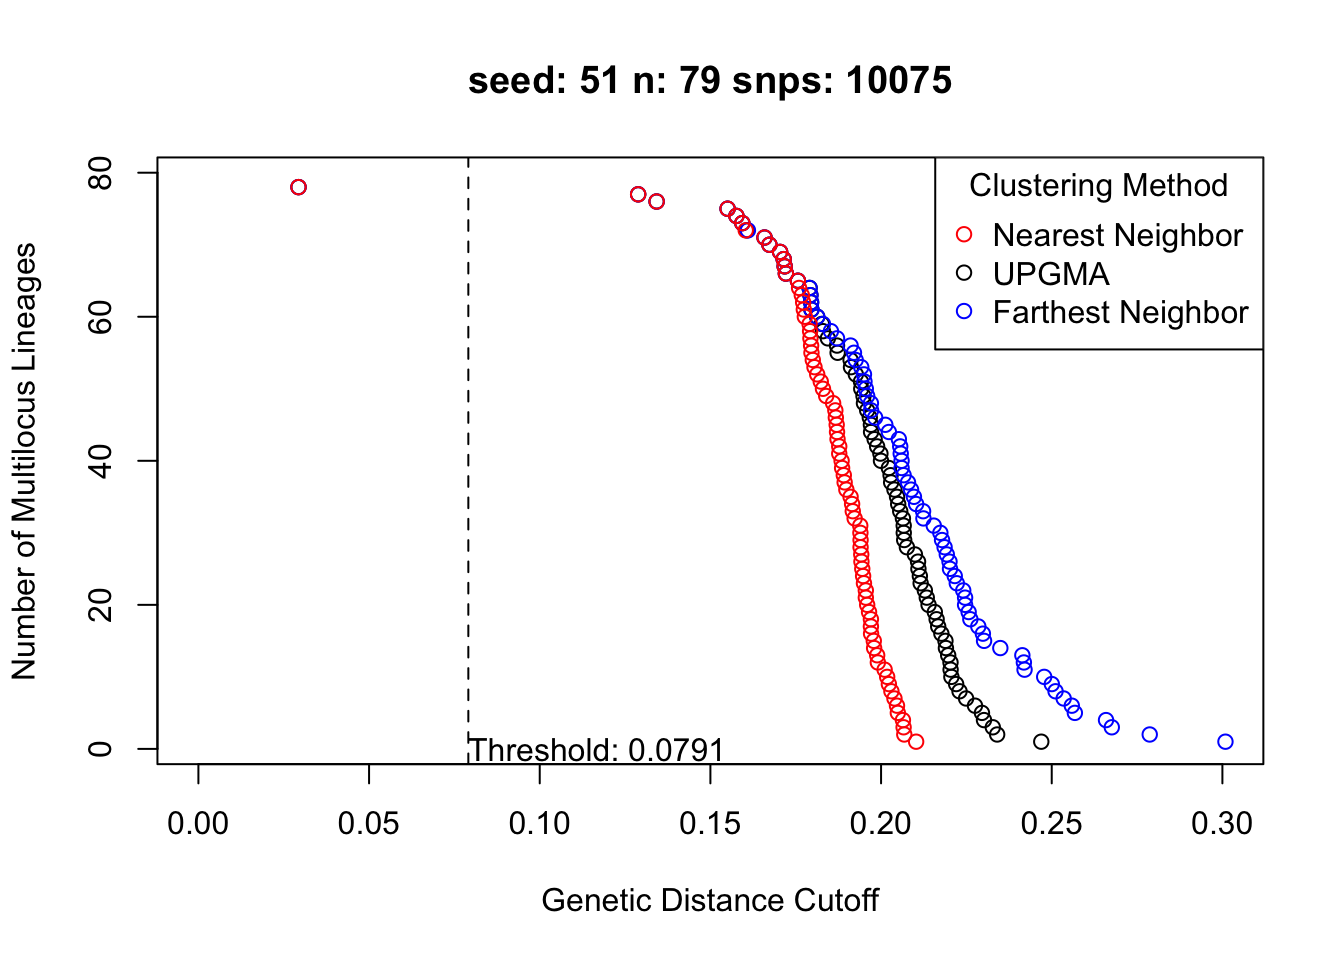 seed: 51 n: 79 snps: 10075
Number of Multilocus Lineages
80
60
40
20
0
Clustering Method
Nearest Neighbor
UPGMA
Farthest Neighbor
Threshold: 0.0791
0.00 0.05 0.10 0.15 0.20 0.25 0.30
Genetic Distance Cutoff